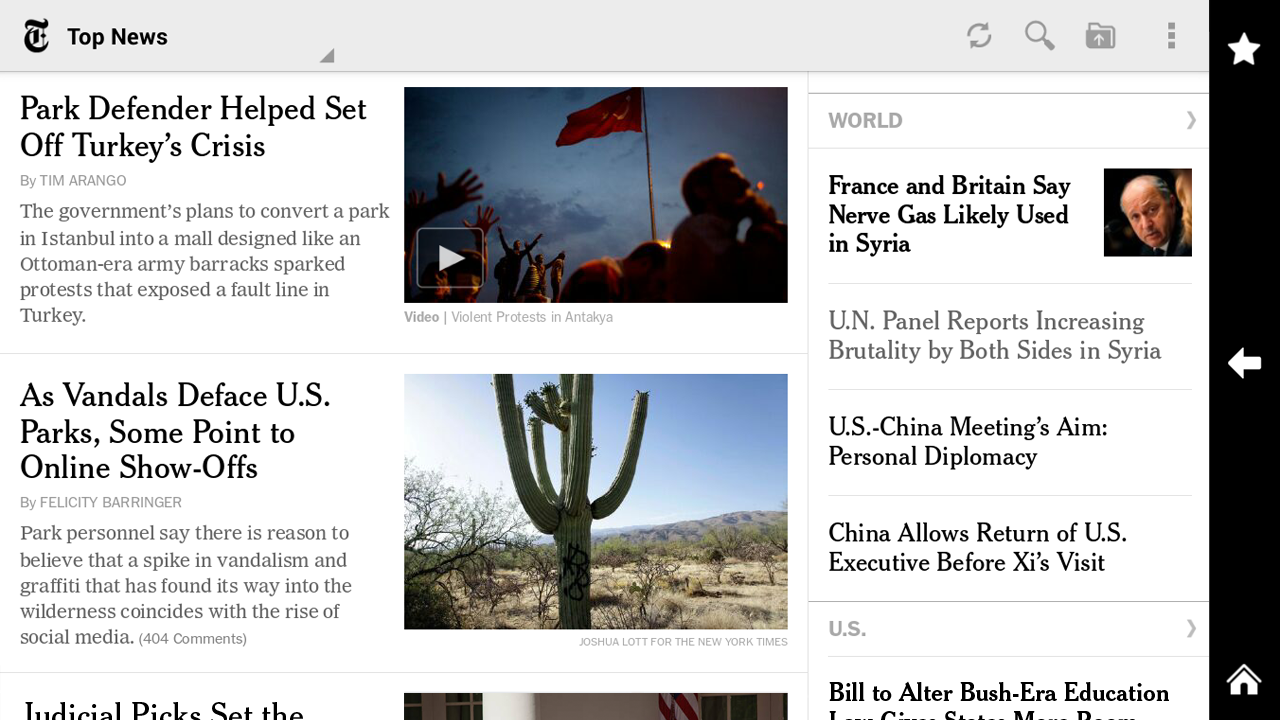 Top News
Park Defender Helped Set
Off Turkey's Crisis
By TIM ARANGO
The government's plans to convert a park
in Istanbul into a mall designed like an
Ottoman-era army barracks sparked
protests that exposed a fault line in
Turkey.
Video | Violent Protests in Antakya
As Vandals Deface U.S.
Parks, Some Point to
Online Show-Offs
By FELICITY BARRINGER
Park personnel say there is reason to
believe that a spike in vandalism and
graffiti that has found its way into the
wilderness coincides with the rise of
social media. (404 Comments)
JOSHUA LOTT FOR THE NEW YORK TIMES
Judicial Picks Set the
WORLD
France and Britain Say
Nerve Gas Likely Used
in Syria
U.N. Panel Reports Increasing
Brutality by Both Sides in Syria
U.S.-China Meeting's Aim:
Personal Diplomacy
China Allows Return of U.S.
Executive Before Xi's Visit
U.S.
Bill to Alter Bush-Era Education
Law Gives States More Room